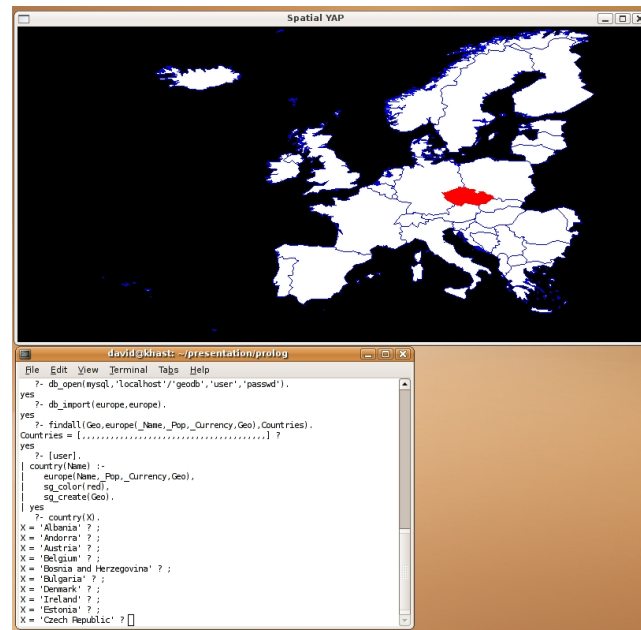 Spatial YAP
david@khast: ~/presentation/prolog
File Edit View Terminal Tabs Help
?- db_open(mysql,'localhost'/'geodb','user','passwd').
yes
?- db_import(europe,europe).
yes
?- findall(Geo,europe(_Name,_Pop,_Currency,Geo),Countries).
Countries = [,,,,,,,,,,,,,,,,,,,,,,,,,,,,,,,,,,,,,,] ?
yes
?- [user].
| country(Name) :-
| europe(Name,_Pop,_Currency,Geo),
| sg_color(red),
| sg_create(Geo).
| yes
?- country(X).
X = 'Albania' ? ;
X = 'Andorra' ? ;
X = 'Austria' ? ;
X = 'Belgium' ? ;
X = 'Bosnia and Herzegovina' ? ;
X = 'Bulgaria' ? ;
X = 'Denmark' ? ;
X = 'Ireland' ? ;
X = 'Estonia' ? ;
X = 'Czech Republic' ?